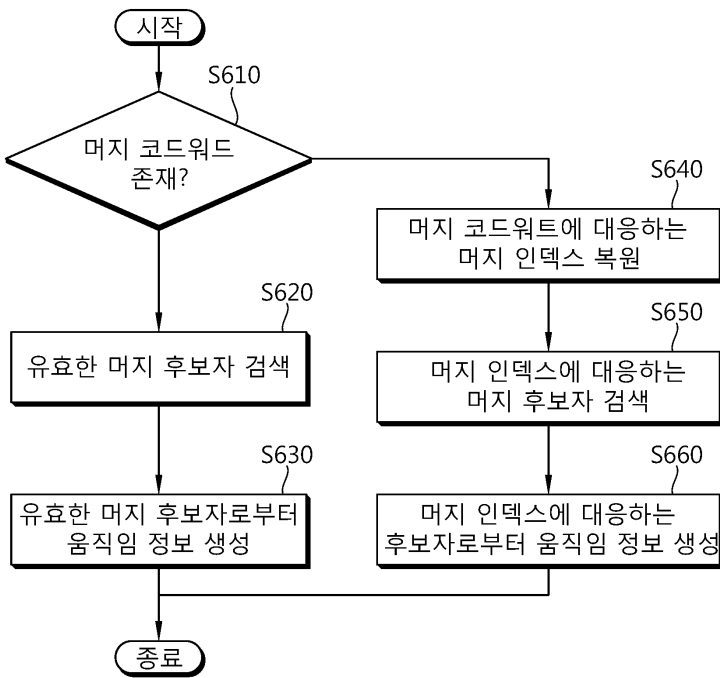 시작
S610
머지 코드워드
존재?
S620
유효한 머지 후보자 검색
S630
유효한 머지 후보자로부터
움직임 정보 생성
S640
머지 코드워트에 대응하는
머지 인덱스 복원
S650
머지 인덱스에 대응하는
머지 후보자 검색
S660
머지 인덱스에 대응하는
후보자로부터 움직임 정보 생성
종료